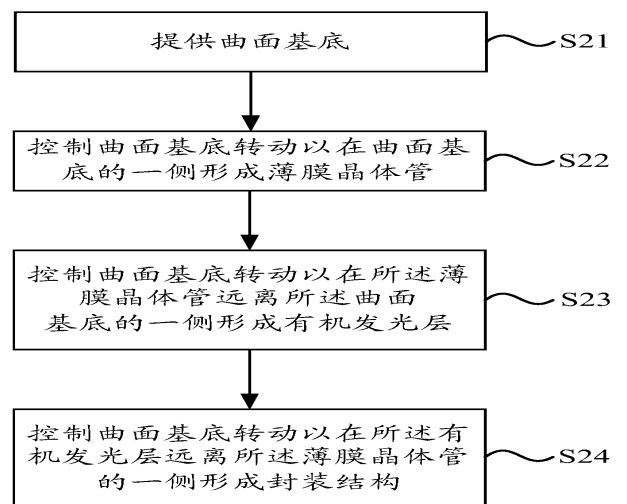 提供曲面基底
S21
控制曲面基底转动以在曲面基
底的一侧形成薄膜晶体管
S22
控制曲面基底转动以在所述薄
膜晶体管远离所述曲面
基底的一侧形成有机发光层
S23
控制曲面基底转动以在所述有
机发光层远离所述薄膜晶体管
的一侧形成封装结构
S24